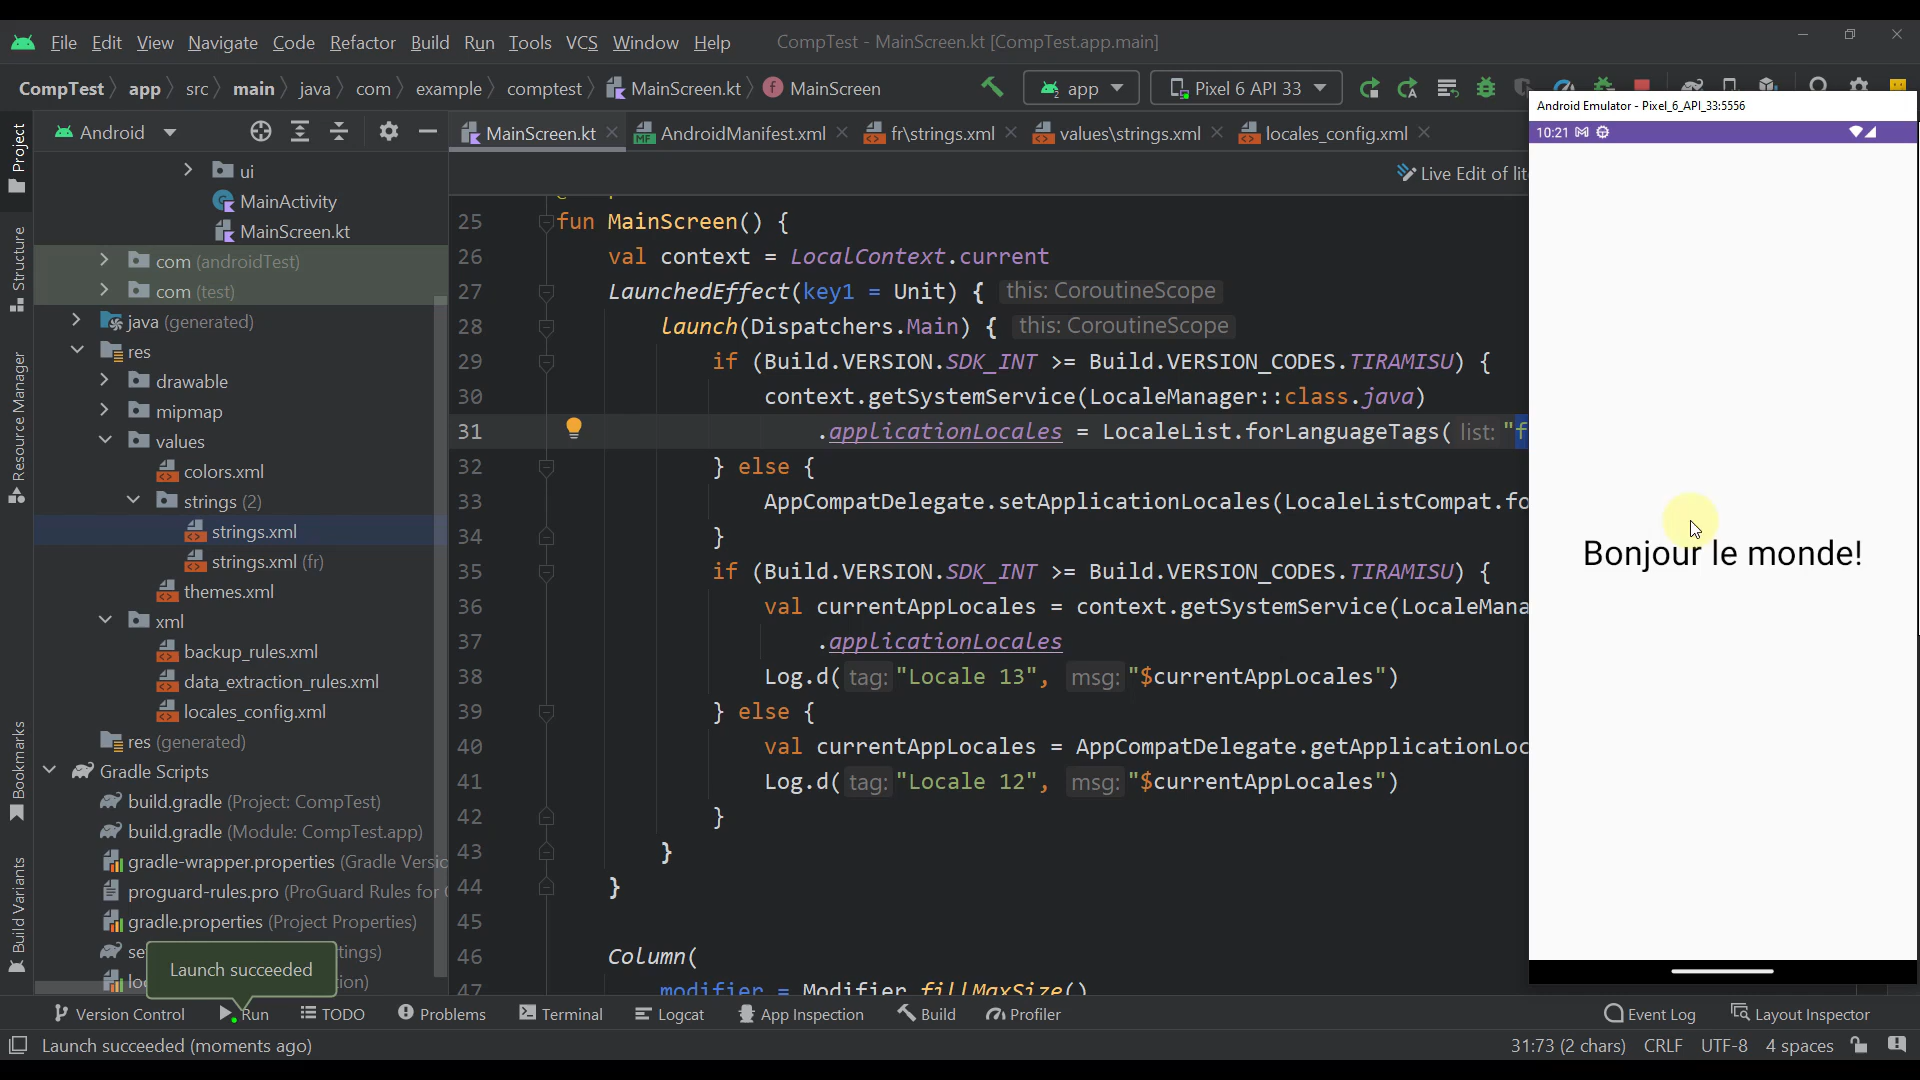 File Edit View Navigate Code Refactor Build Run Tools VCS Window Help CompTest - MainScreen.kt [CompTest.app.main]
CompTest app src main java com example comptest MainScreen.kt MainScreen app Pixel 6 API 33
Android Emulator - Pixel_6_API_33:5556
Android
MainScreen.kt AndroidManifest.xml fr\strings.xml values\strings.xml locales_config.xml
10:21
Live Edit of lit
Project
Structure
Resource Manager
Bookmarks
Build Variants
ui
MainActivity
MainScreen.kt
com (androidTest)
com (test)
java (generated)
res
drawable
mipmap
values
colors.xml
strings (2)
strings.xml
strings.xml (fr)
themes.xml
xml
backup_rules.xml
data_extraction_rules.xml
locales_config.xml
res (generated)
Gradle Scripts
build.gradle (Project: CompTest)
build.gradle (Module: CompTest.app)
gradle-wrapper.properties (Gradle Versio
proguard-rules.pro (ProGuard Rules for
gradle.properties (Project Properties)
se tings)
lo ion)
Launch succeeded
25 fun MainScreen() {
26 val context = LocalContext.current
27 LaunchedEffect(key1 = Unit) { this: CoroutineScope
28 launch(Dispatchers.Main) { this: CoroutineScope
29 if (Build.VERSION.SDK_INT >= Build.VERSION_CODES.TIRAMISU) {
30 context.getSystemService(LocaleManager::class.java)
31 .applicationLocales = LocaleList.forLanguageTags( list: "f
32 } else {
33 AppCompatDelegate.setApplicationLocales(LocaleListCompat.fo
34 }
35 if (Build.VERSION.SDK_INT >= Build.VERSION_CODES.TIRAMISU) {
36 val currentAppLocales = context.getSystemService(LocaleMana
37 .applicationLocales
38 Log.d( tag: "Locale 13", msg: "$currentAppLocales")
39 } else {
40 val currentAppLocales = AppCompatDelegate.getApplicationLoc
41 Log.d( tag: "Locale 12", msg: "$currentAppLocales")
42 }
43 }
44 }
45
46 Column(
47 modifier = Modifier.fillMaxSize()
Bonjour le monde!
Version Control Run TODO Problems Terminal Logcat App Inspection Build Profiler Event Log Layout Inspector
Launch succeeded (moments ago) 31:73 (2 chars) CRLF UTF-8 4 spaces